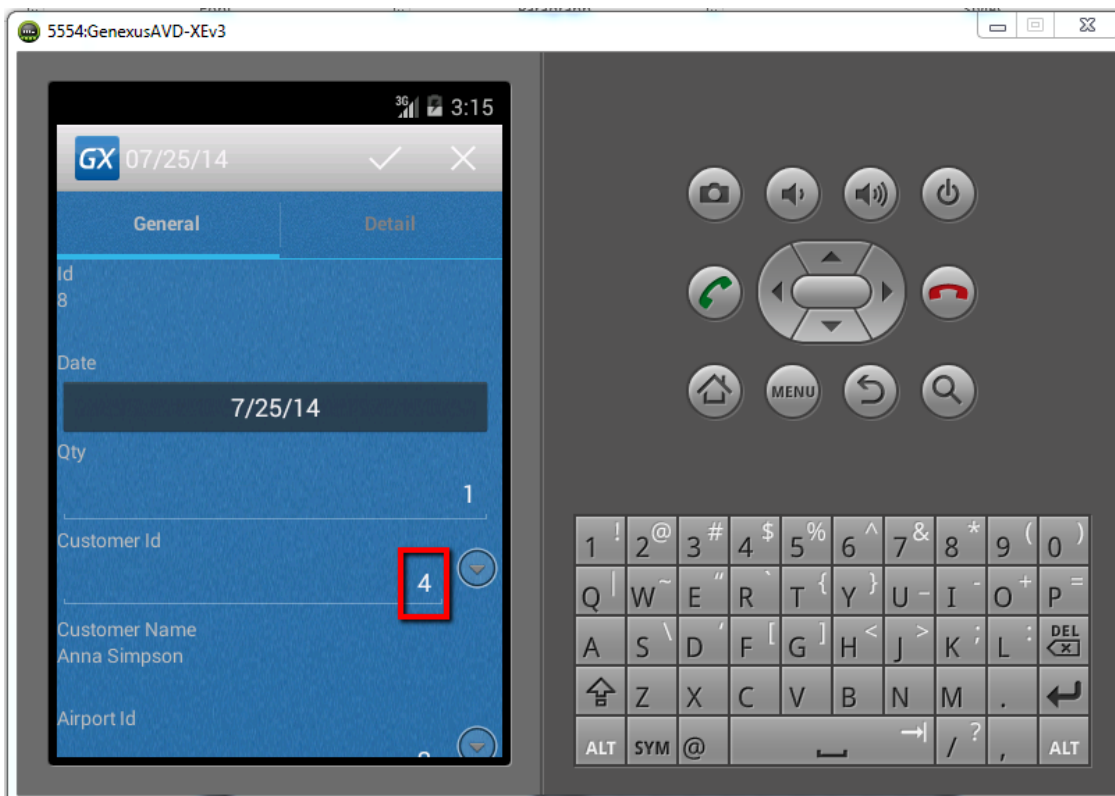 5554:GenexusAVD-XEv3
3G 3:15
GX 07/25/14
General Detail
Id
8
Date
7/25/14
Qty
1
Customer Id
4
Customer Name
Anna Simpson
Airport Id
MENU
1 ! 2 @ 3 # 4 $ 5 % 6 ^ 7 & 8 * 9 ( 0 )
Q | W ~ E " R ` T { Y } U _ I - O + P =
A S \ D ' F [ G ] H < J > K ; L : DEL
Z X C V B N M .
ALT SYM @ / ? , ALT